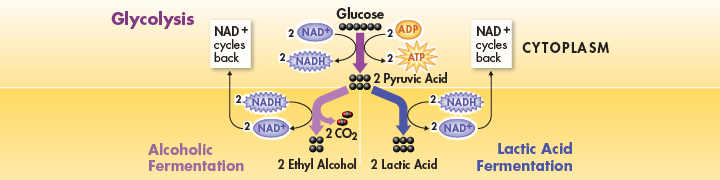 Glycolysis
NAD+
cycles
back
Glucose
2 NAD+
2 ADP
2 NADH
2 ATP
NAD+
cycles
back
CYTOPLASM
2 Pyruvic Acid
2 NADH
2 NAD+
2 CO2
2 NADH
2 NAD+
Alcoholic
Fermentation
2 Ethyl Alcohol
2 Lactic Acid
Lactic Acid
Fermentation